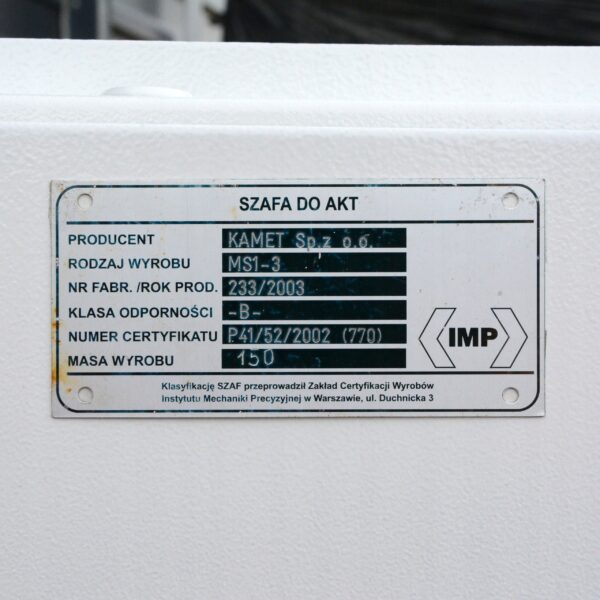 SZAFA DO AKT
PRODUCENT KAMET Sp.z o.o.
RODZAJ WYROBU MS1-3
NR FABR. /ROK PROD. 233/2003
KLASA ODPORNOŚCI -B-
NUMER CERTYFIKATU P41/52/2002 (770)
MASA WYROBU 150
IMP
Klasyfikację SZAF przeprowadził Zakład Certyfikacji Wyrobów
Instytutu Mechaniki Precyzyjnej w Warszawie, ul. Duchnicka 3